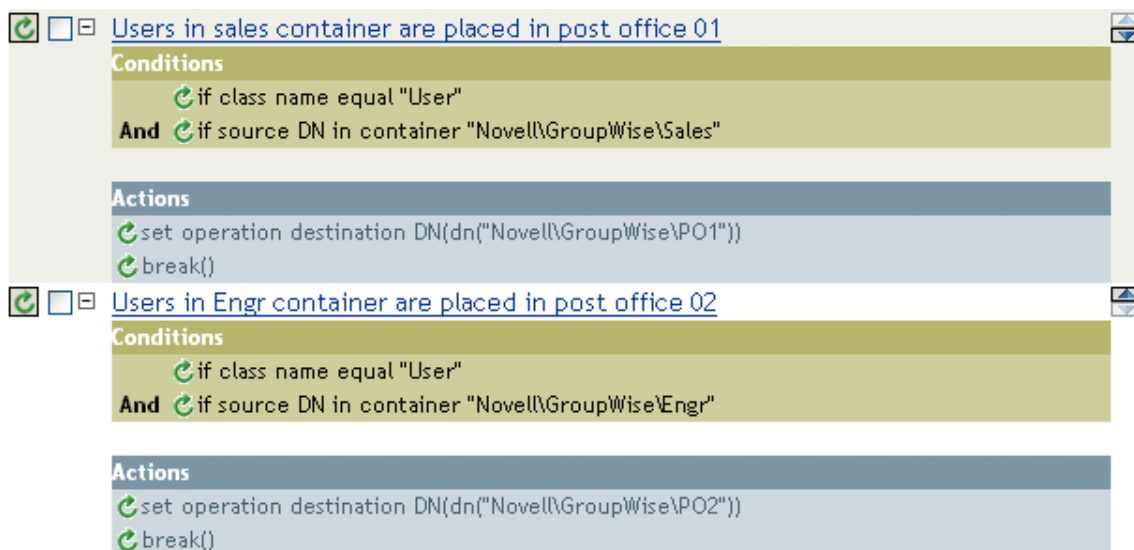 Users in sales container are placed in post office 01
Conditions
if class name equal "User"
And if source DN in container "Novell\GroupWise\Sales"
Actions
set operation destination DN(dn("Novell\GroupWise\PO1"))
break()
Users in Engr container are placed in post office 02
Conditions
if class name equal "User"
And if source DN in container "Novell\GroupWise\Engr"
Actions
set operation destination DN(dn("Novell\GroupWise\PO2"))
break()